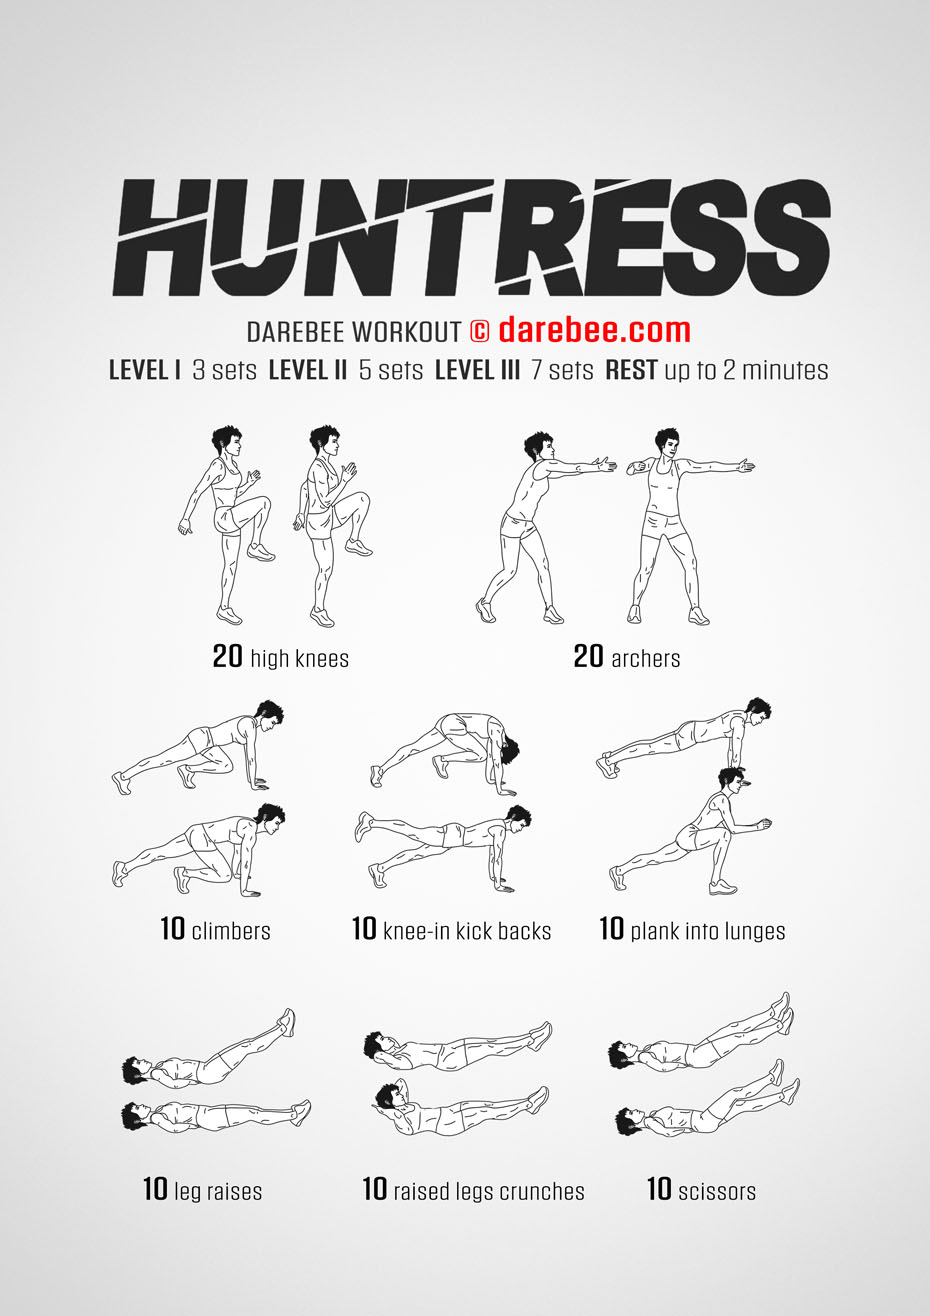 HUNTRESS
DAREBEE WORKOUT © darebee.com
LEVEL I 3 sets LEVEL II 5 sets LEVEL III 7 sets REST up to 2 minutes
20 high knees
20 archers
10 climbers
10 knee-in kick backs
10 plank into lunges
10 leg raises
10 raised legs crunches
10 scissors